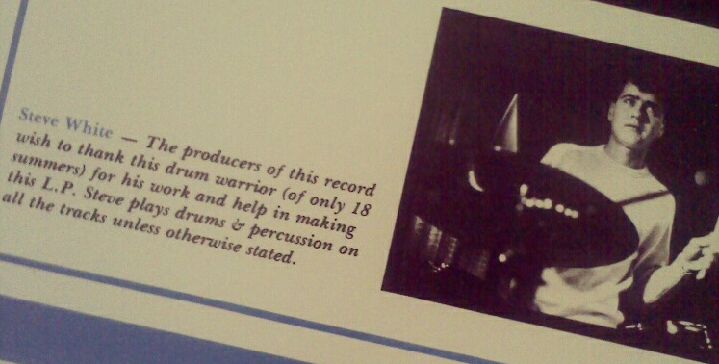 Steve White — The producers of this record
wish to thank this drum warrior (of only 18
summers) for his work and help in making
this L.P. Steve plays drums & percussion on
all the tracks unless otherwise stated.